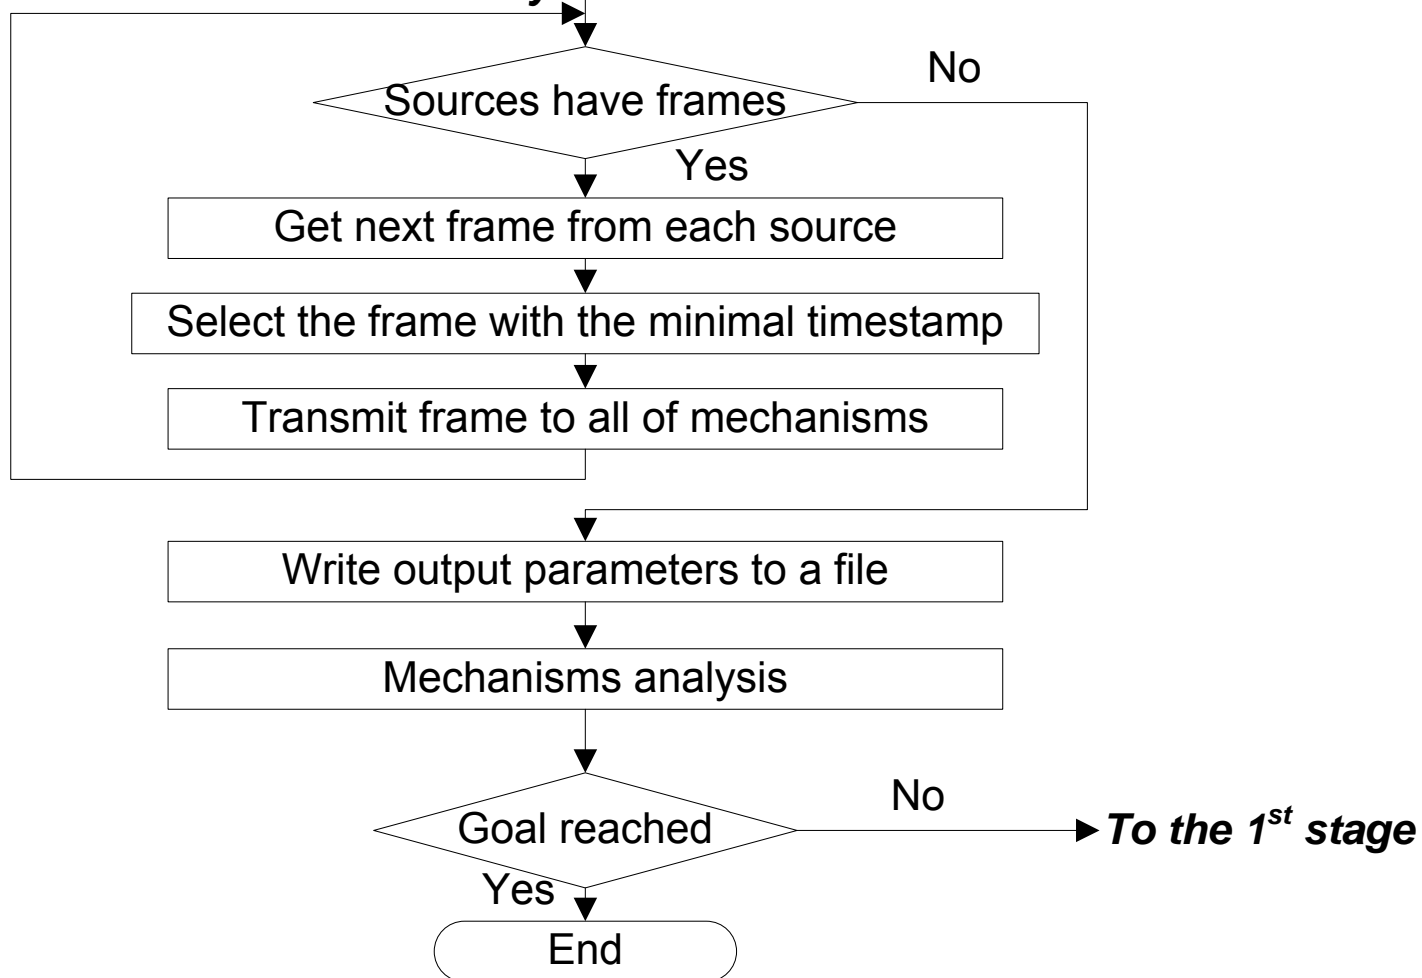 No
Sources have frames
Yes
Get next frame from each source
Select the frame with the minimal timestamp
Transmit frame to all of mechanisms
Write output parameters to a file
Mechanisms analysis
No
Goal reached
To the 1st stage
Yes
End